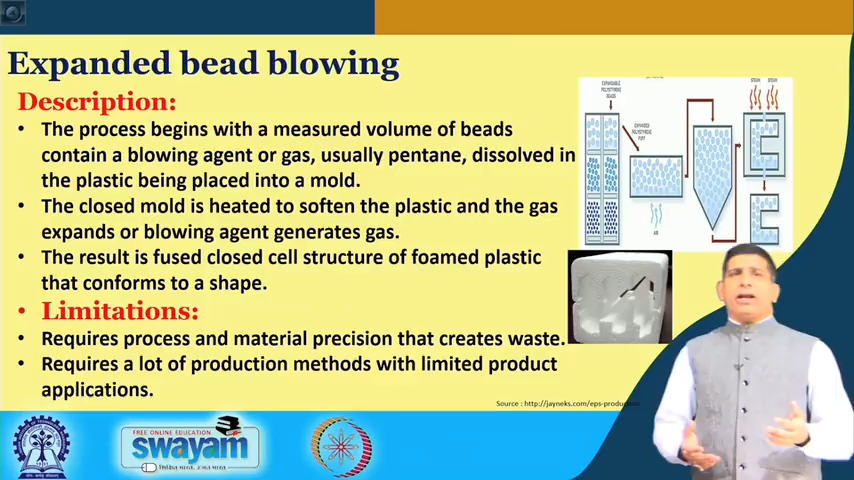 Expanded bead blowing
Description:
• The process begins with a measured volume of beads
contain a blowing agent or gas, usually pentane, dissolved in
the plastic being placed into a mold.
• The closed mold is heated to soften the plastic and the gas
expands or blowing agent generates gas.
• The result is fused closed cell structure of foamed plastic
that conforms to a shape.
• Limitations:
• Requires process and material precision that creates waste.
• Requires a lot of production methods with limited product
applications.
EXPANDABLE
POLYSTYRENE
BEADS
EXPANDED
POLYSTYRENE
PUFF
AIR
STEAM STEAM
Source : http://jayneks.com/eps-produc
FREE ONLINE EDUCATION
swayam
शिक्षित भारत, उन्नत भारत